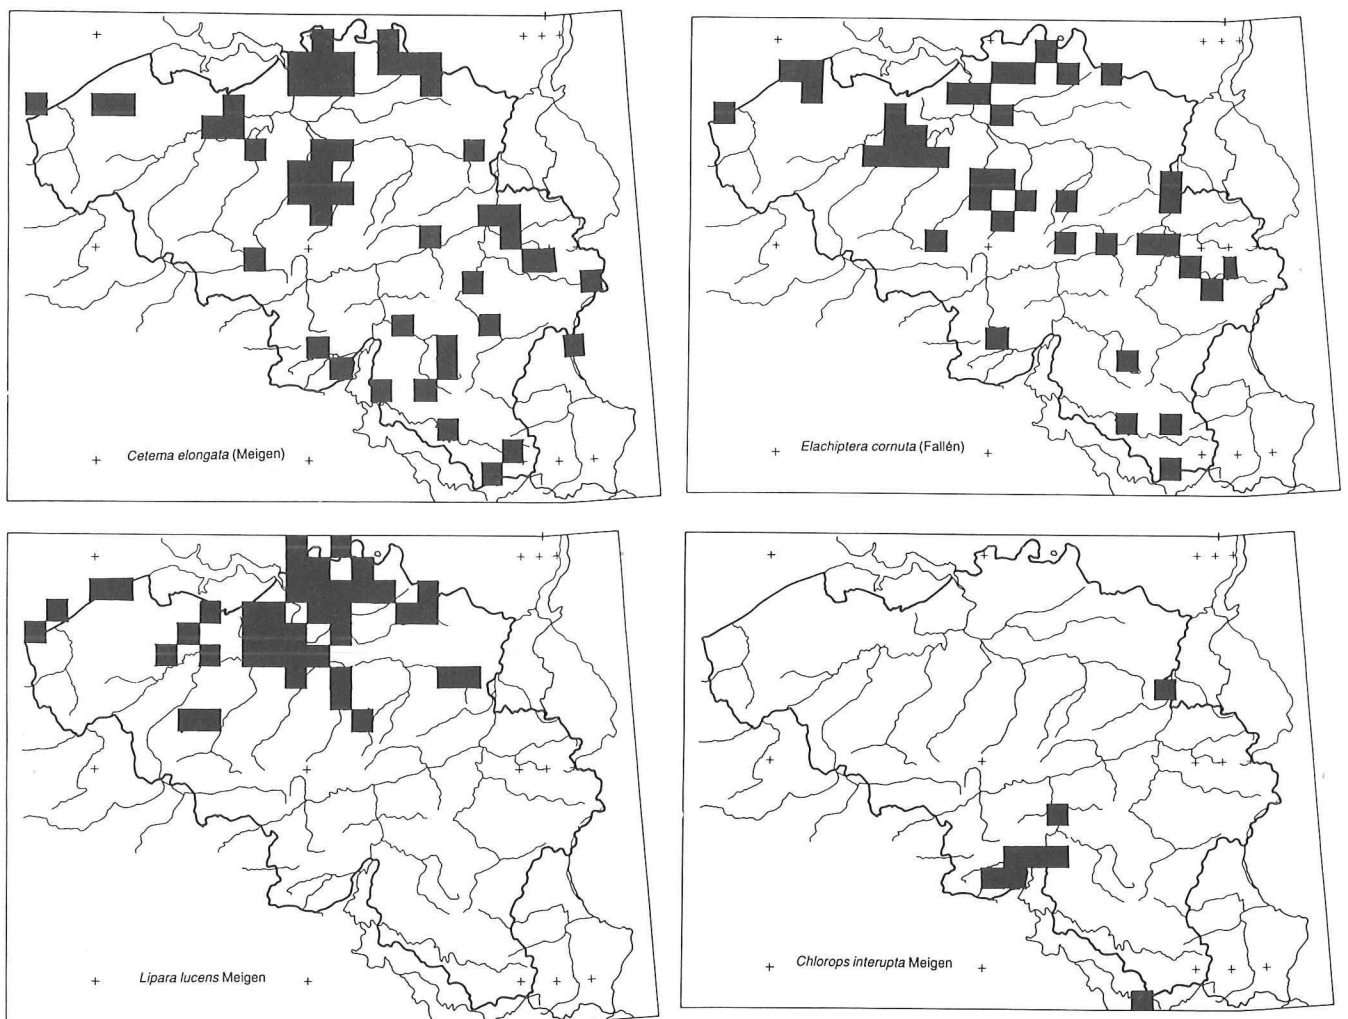 Cetema elongata (Meigen)
Elachiptera cornuta (Fallén)
Lipara lucens Meigen
Chlorops interupta Meigen